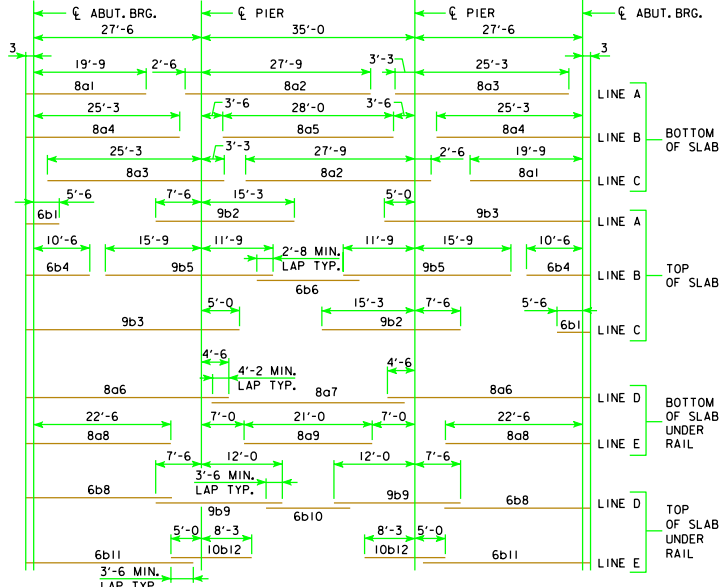 ℄ ABUT. BRG. ℄ PIER ℄ PIER ℄ ABUT. BRG.
27'-6 35'-0 27'-6
3 3
19'-9 2'-6 27'-9 3'-3 25'-3
8a1 8a2 8a3 LINE A
25'-3 3'-6 28'-0 3'-6 25'-3
8a4 8a5 8a4 LINE B
BOTTOM
OF SLAB
25'-3 3'-3 27'-9 2'-6 19'-9
8a3 8a2 8a1 LINE C
5'-6 7'-6 15'-3 5'-0
6b1 9b2 9b3 LINE A
10'-6 15'-9 11'-9 2'-8 MIN. 11'-9 15'-9 10'-6
LAP TYP.
6b4 9b5 6b6 9b5 6b4 LINE B
TOP
OF SLAB
5'-0 15'-3 7'-6 5'-6
9b3 9b2 6b1 LINE C
4'-6 4'-2 MIN. 4'-6
LAP TYP.
8a6 8a7 8a6 LINE D
22'-6 7'-0 21'-0 7'-0 22'-6
8a8 8a9 8a8 LINE E
BOTTOM
OF SLAB
UNDER
RAIL
7'-6 12'-0 12'-0 7'-6
3'-6 MIN.
LAP TYP.
6b8 9b9 6b10 9b9 6b8 LINE D
TOP
OF SLAB
UNDER
RAIL
5'-0 8'-3 8'-3 5'-0
6b11 10b12 10b12 6b11 LINE E
3'-6 MIN.
LAP TYP.